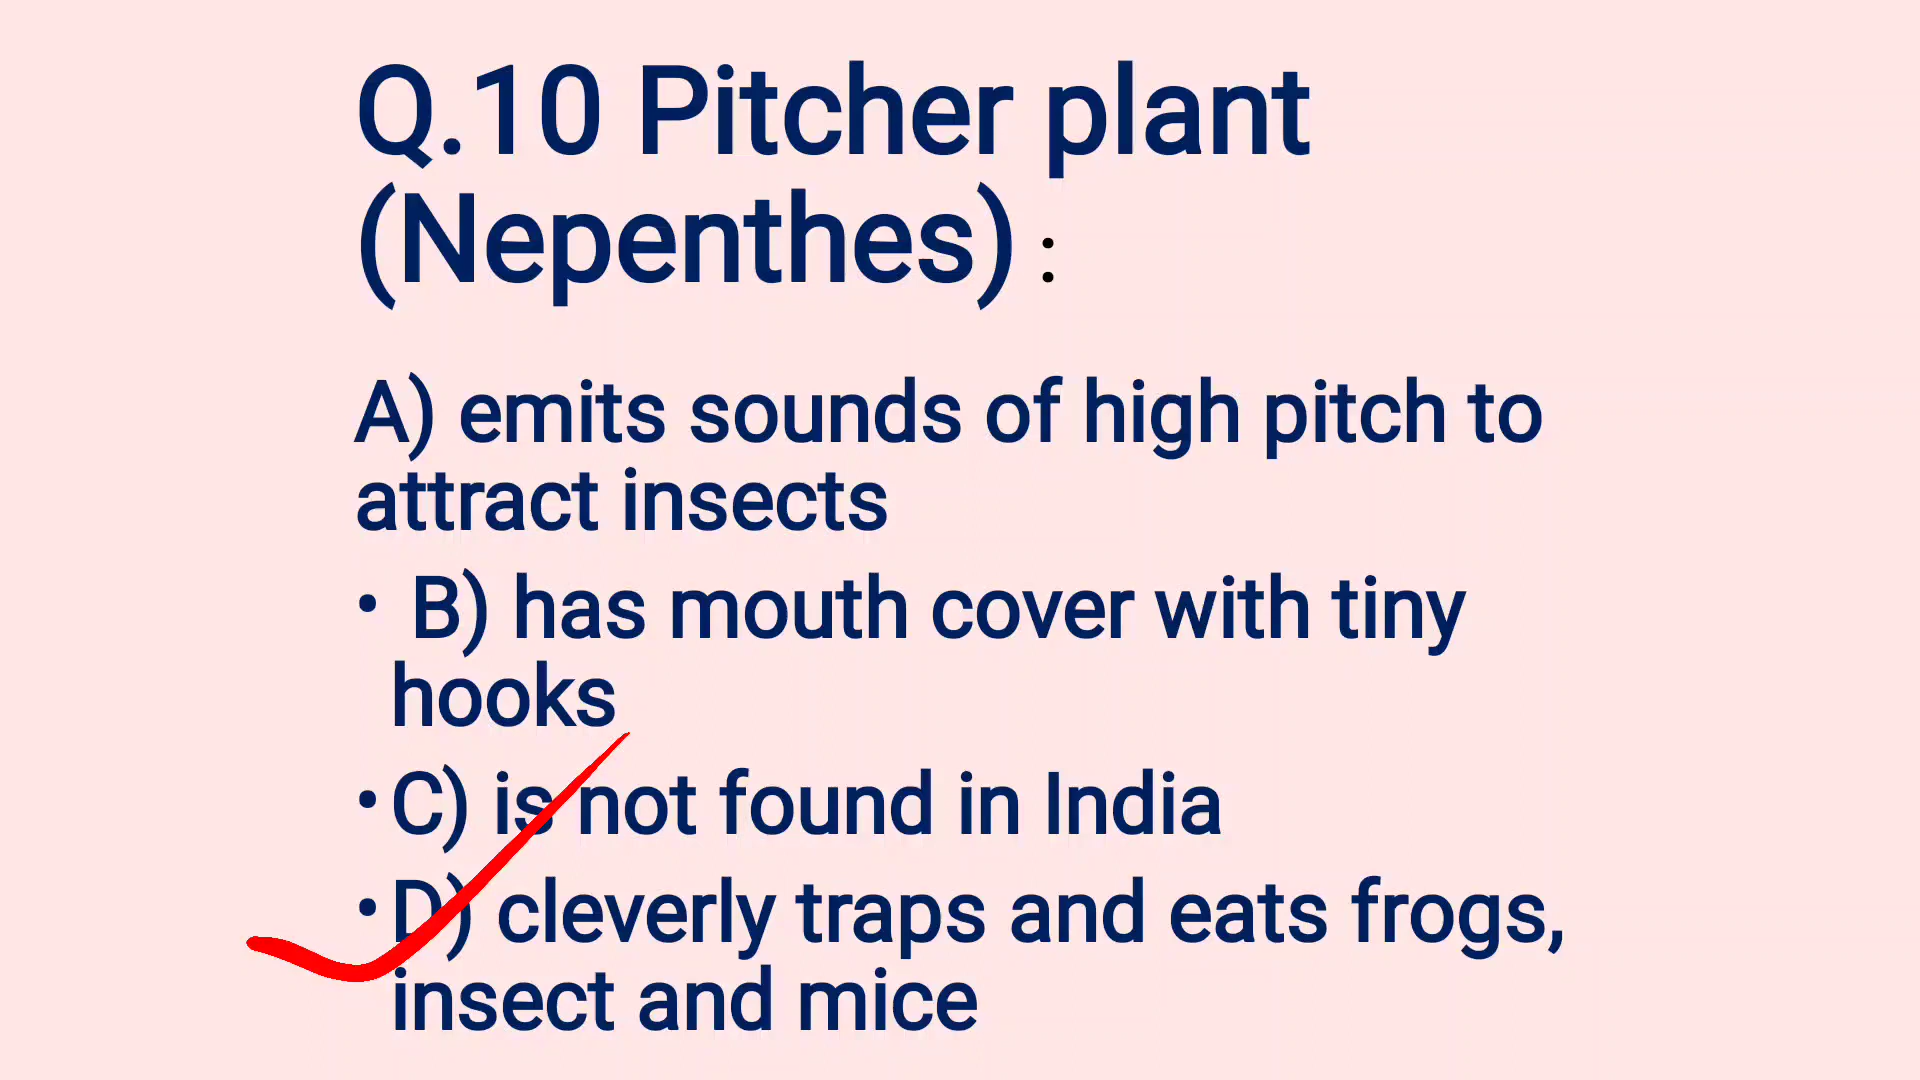 Q.10 Pitcher plant
(Nepenthes) :
A) emits sounds of high pitch to
attract insects
• B) has mouth cover with tiny
hooks
• C) is not found in India
• D) cleverly traps and eats frogs,
insect and mice